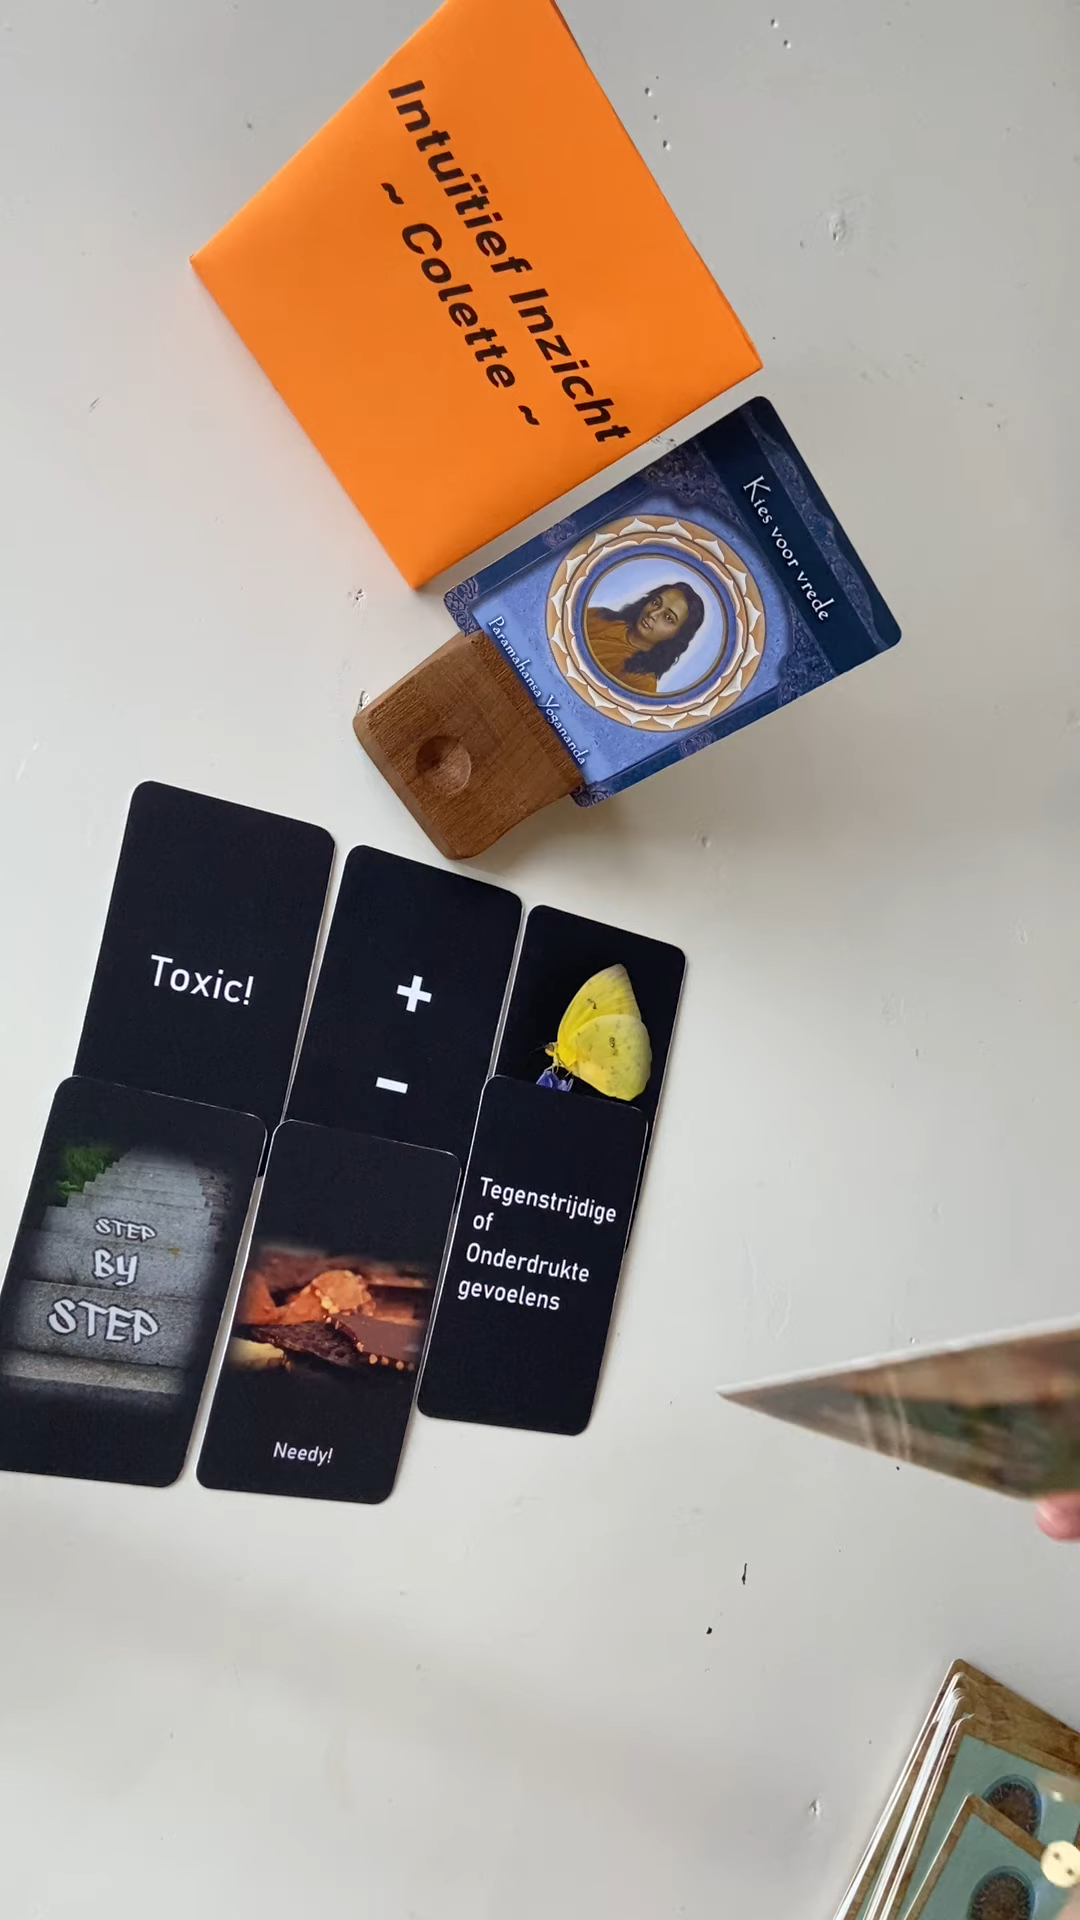 Intuïtief Inzicht
~ Colette ~
Kies voor vrede
Paramahansa Yogananda
Toxic!
+
-
STEP
BY
STEP
Needy!
Tegenstrijdige
of
Onderdrukte
gevoelens